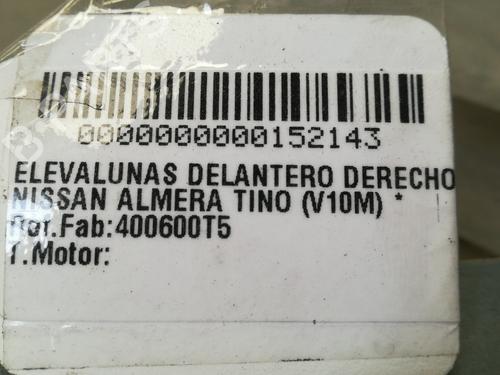 0000000000152143
ELEVALUNAS DELANTERO DERECHO
NISSAN ALMERA TINO (V10M) *
Ref.Fab:400600T5
T.Motor: